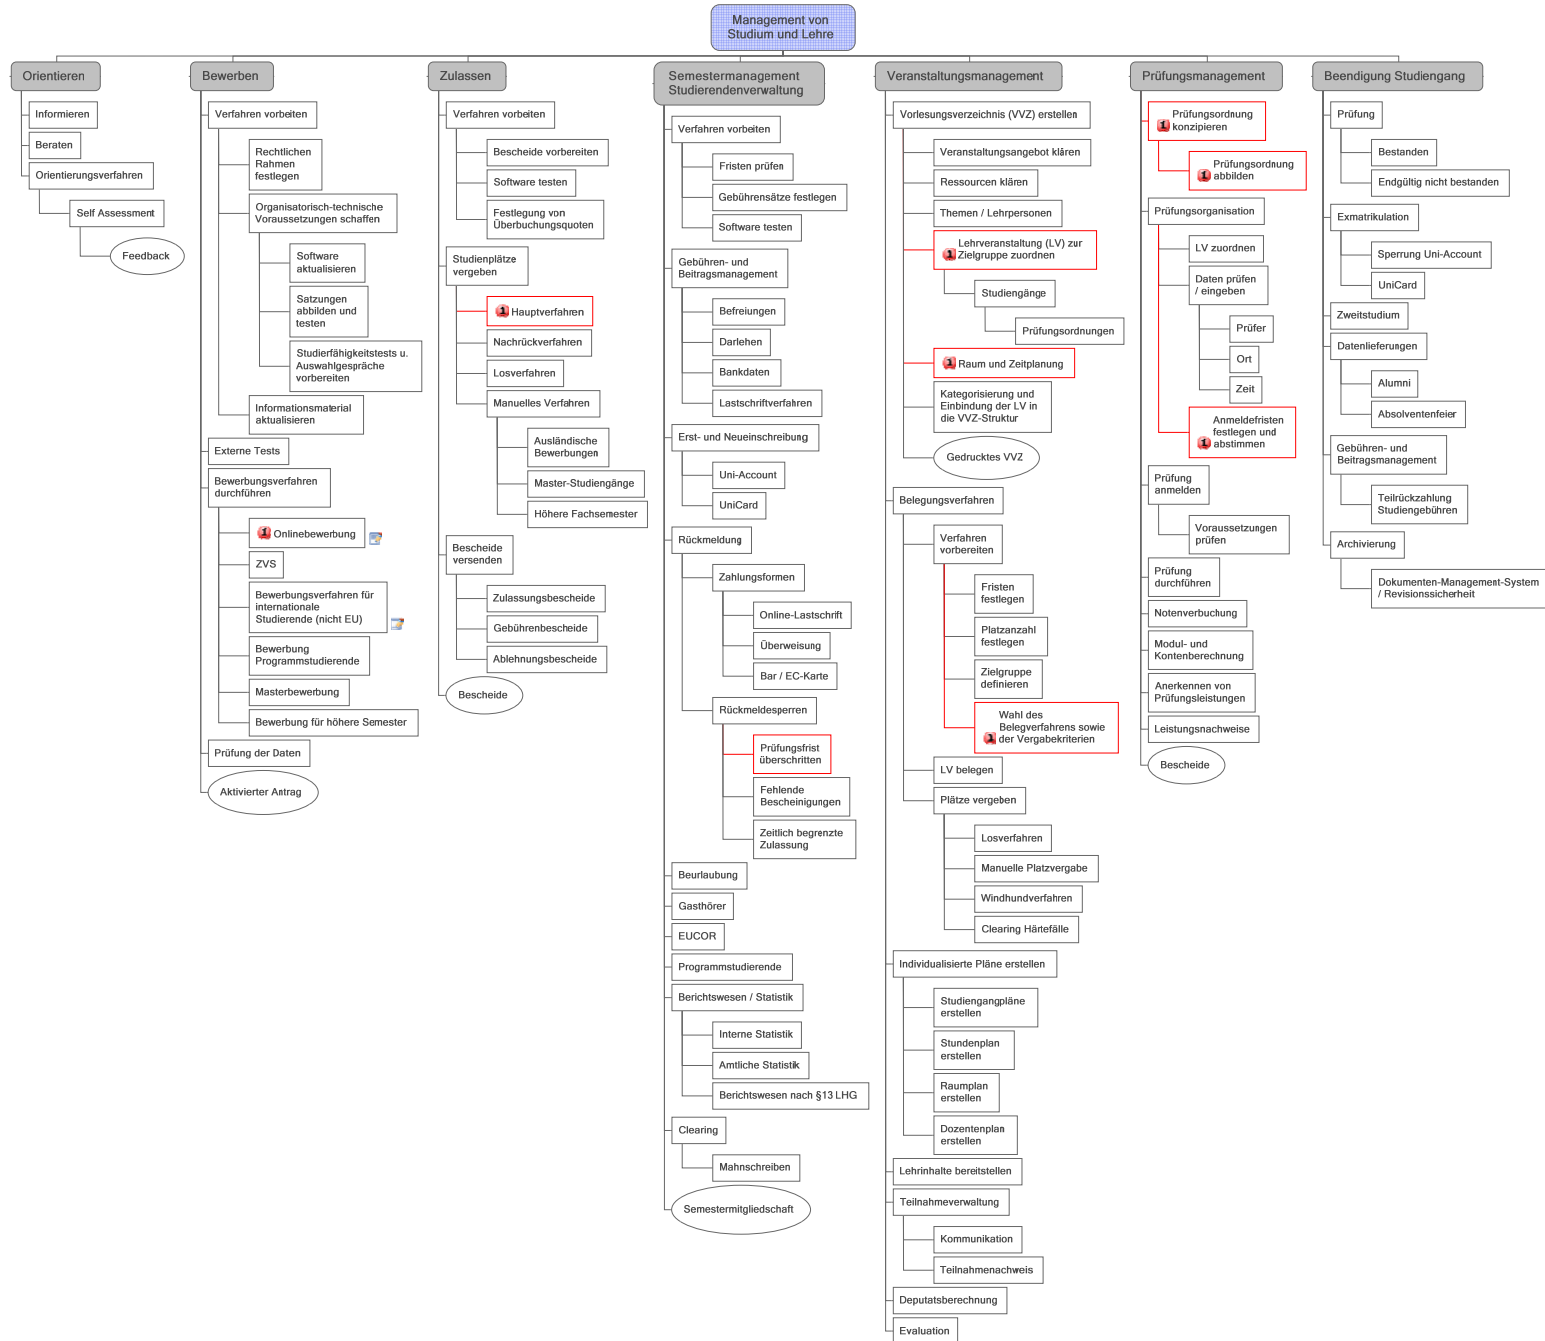 Management von
Studium und Lehre
Orientieren
Informieren
Beraten
Orientierungsverfahren
Self Assessment
Feedback
Bewerben
Verfahren vorbeiten
Rechtlichen
Rahmen
festlegen
Organisatorisch-technische
Voraussetzungen schaffen
Software
aktualisieren
Satzungen
abbilden und
testen
Studierfähigkeitstests u.
Auswahlgespräche
vorbereiten
Informationsmaterial
aktualisieren
Externe Tests
Bewerbungsverfahren
durchführen
1 Onlinebewerbung
ZVS
Bewerbungsverfahren für
internationale
Studierende (nicht EU)
Bewerbung
Programmstudierende
Masterbewerbung
Bewerbung für höhere Semester
Prüfung der Daten
Aktivierter Antrag
Zulassen
Verfahren vorbeiten
Bescheide vorbereiten
Software testen
Festlegung von
Überbuchungsquoten
Studienplätze
vergeben
1 Hauptverfahren
Nachrückverfahren
Losverfahren
Manuelles Verfahren
Ausländische
Bewerbungen
Master-Studiengänge
Höhere Fachsemester
Bescheide
versenden
Zulassungsbescheide
Gebührenbescheide
Ablehnungsbescheide
Bescheide
Semestermanagement
Studierendenverwaltung
Verfahren vorbeiten
Fristen prüfen
Gebührensätze festlegen
Software testen
Gebühren- und
Beitragsmanagement
Befreiungen
Darlehen
Bankdaten
Lastschriftverfahren
Erst- und Neueinschreibung
Uni-Account
UniCard
Rückmeldung
Zahlungsformen
Online-Lastschrift
Überweisung
Bar / EC-Karte
Rückmeldesperren
Prüfungsfrist
überschritten
Fehlende
Bescheinigungen
Zeitlich begrenzte
Zulassung
Beurlaubung
Gasthörer
EUCOR
Programmstudierende
Berichtswesen / Statistik
Interne Statistik
Amtliche Statistik
Berichtswesen nach §13 LHG
Clearing
Mahnschreiben
Semestermitgliedschaft
Veranstaltungsmanagement
Vorlesungsverzeichnis (VVZ) erstellen
Veranstaltungsangebot klären
Ressourcen klären
Themen / Lehrpersonen
Lehrveranstaltung (LV) zur
1 Zielgruppe zuordnen
Studiengänge
Prüfungsordnungen
1 Raum und Zeitplanung
Kategorisierung und
Einbindung der LV in
die VVZ-Struktur
Gedrucktes VVZ
Belegungsverfahren
Verfahren
vorbereiten
Fristen
festlegen
Platzanzahl
festlegen
Zielgruppe
definieren
Wahl des
Belegverfahrens sowie
1 der Vergabekriterien
LV belegen
Plätze vergeben
Losverfahren
Manuelle Platzvergabe
Windhundverfahren
Clearing Härtefälle
Individualisierte Pläne erstellen
Studiengangpläne
erstellen
Stundenplan
erstellen
Raumplan
erstellen
Dozentenplan
erstellen
Lehrinhalte bereitstellen
Teilnahmeverwaltung
Kommunikation
Teilnahmenachweis
Deputatsberechnung
Evaluation
Prüfungsmanagement
Prüfungsordnung
1 konzipieren
Prüfungsordnung
1 abbilden
Prüfungsorganisation
LV zuordnen
Daten prüfen
/ eingeben
Prüfer
Ort
Zeit
Anmeldefristen
festlegen und
1 abstimmen
Prüfung
anmelden
Voraussetzungen
prüfen
Prüfung
durchführen
Notenverbuchung
Modul- und
Kontenberechnung
Anerkennen von
Prüfungsleistungen
Leistungsnachweise
Bescheide
Beendigung Studiengang
Prüfung
Bestanden
Endgültig nicht bestanden
Exmatrikulation
Sperrung Uni-Account
UniCard
Zweitstudium
Datenlieferungen
Alumni
Absolventenfeier
Gebühren- und
Beitragsmanagement
Teilrückzahlung
Studiengebühren
Archivierung
Dokumenten-Management-System
/ Revisionssicherheit